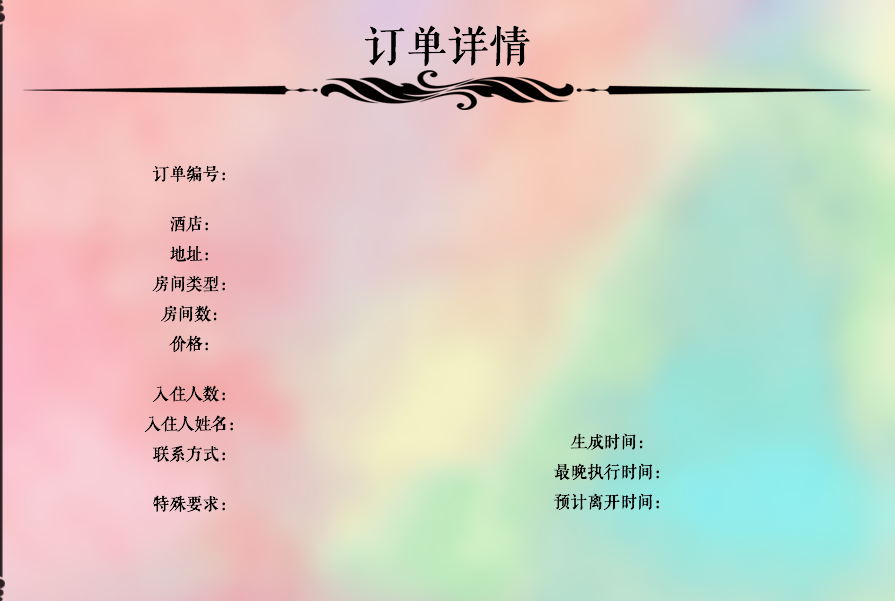 订单详情
订单编号:
酒店:
地址:
房间类型:
房间数:
价格:
入住人数:
入住人姓名:
联系方式:
特殊要求:
生成时间:
最晚执行时间:
预计离开时间: